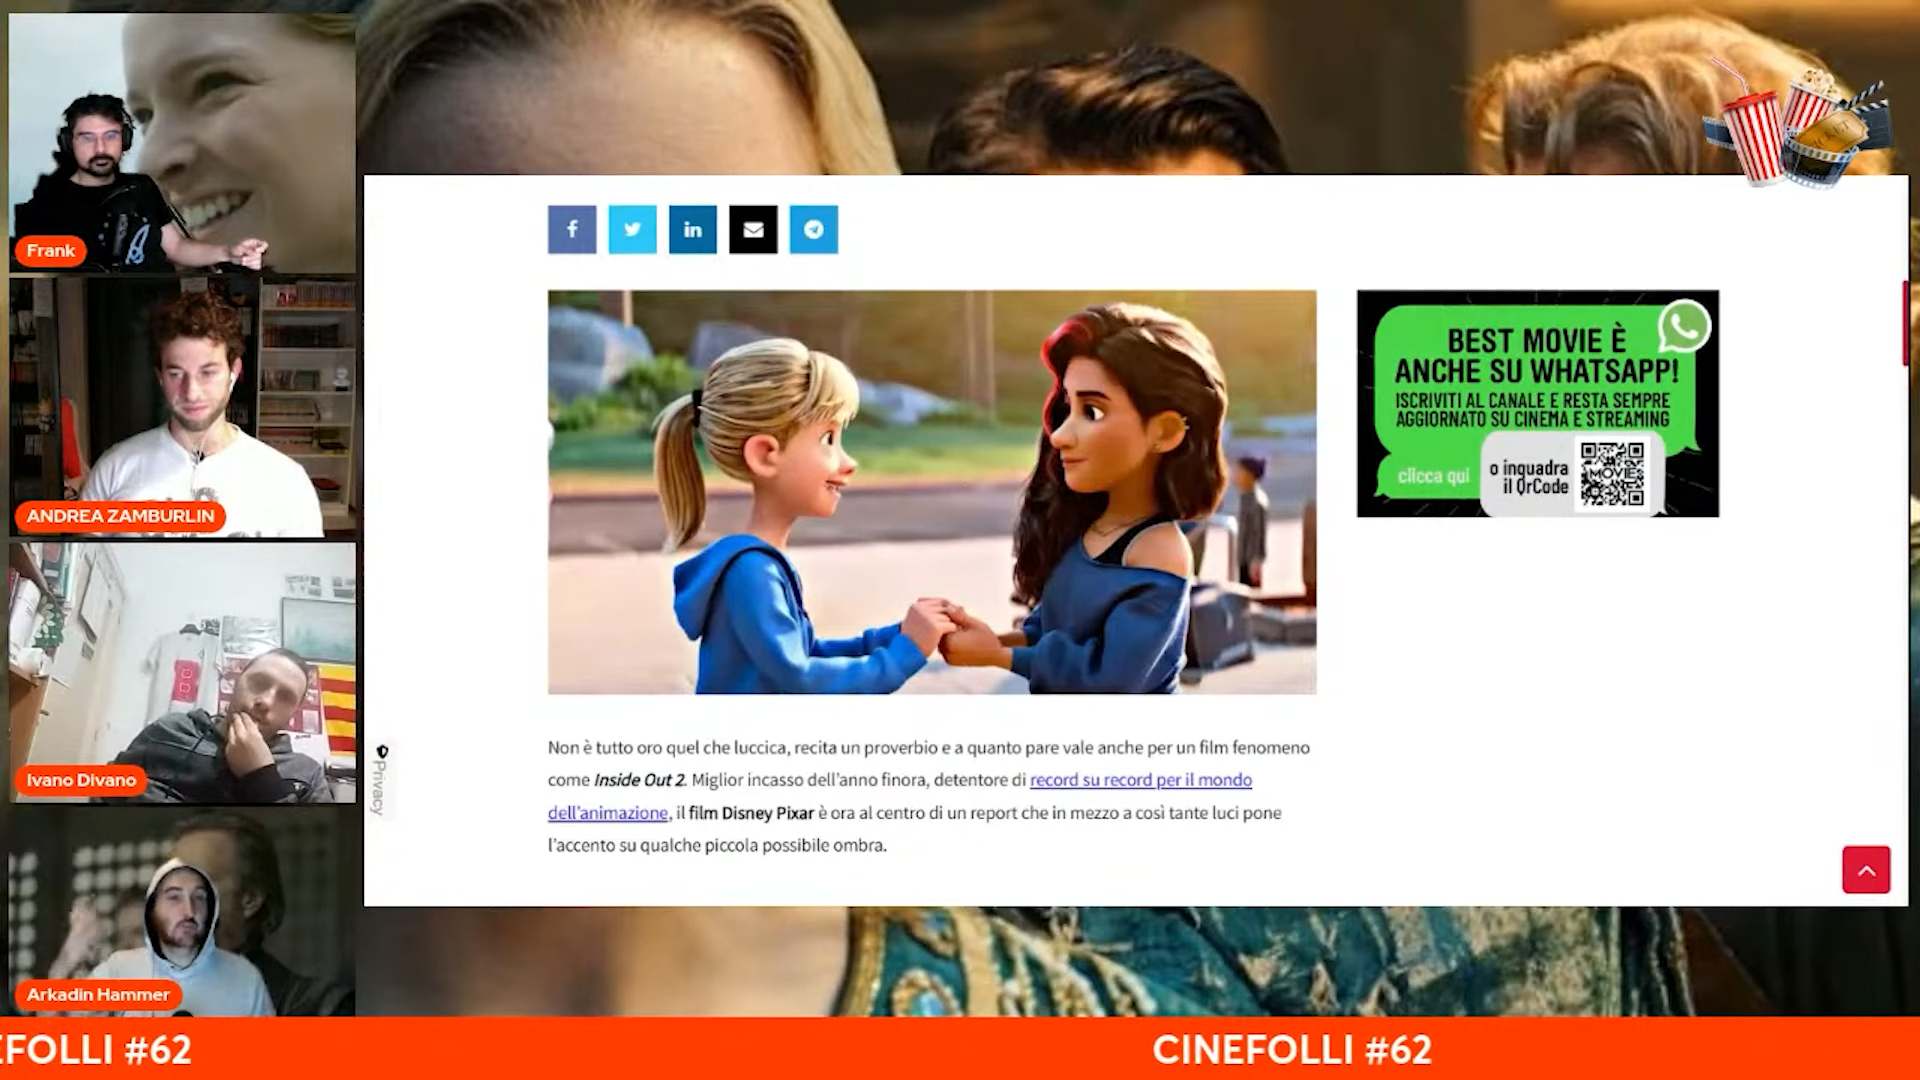 Frank
ANDREA ZAMBURLIN
Ivano Divano
Arkadin Hammer
BEST MOVIE È
ANCHE SU WHATSAPP!
ISCRIVITI AL CANALE E RESTA SEMPRE
AGGIORNATO SU CINEMA E STREAMING
clicca qui
o inquadra
il QrCode
MOVIE
Privacy
Non è tutto oro quel che luccica, recita un proverbio e a quanto pare vale anche per un film fenomeno
come Inside Out 2. Miglior incasso dell'anno finora, detentore di record su record per il mondo
dell'animazione, il film Disney Pixar è ora al centro di un report che in mezzo a così tante luci pone
l'accento su qualche piccola possibile ombra.
EFOLLI #62
CINEFOLLI #62